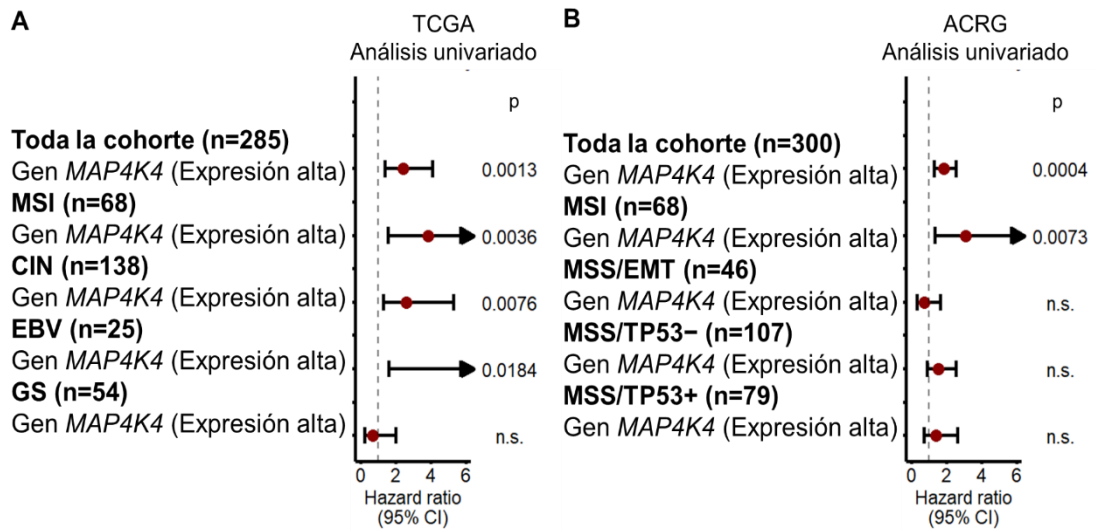 A
TCGA
Análisis univariado
p
Toda la cohorte (n=285)
Gen MAP4K4 (Expresión alta)
0.0013
MSI (n=68)
Gen MAP4K4 (Expresión alta)
0.0036
CIN (n=138)
Gen MAP4K4 (Expresión alta)
0.0076
EBV (n=25)
Gen MAP4K4 (Expresión alta)
0.0184
GS (n=54)
Gen MAP4K4 (Expresión alta)
n.s.
0 2 4 6
Hazard ratio
(95% CI)
B
ACRG
Análisis univariado
p
Toda la cohorte (n=300)
Gen MAP4K4 (Expresión alta)
0.0004
MSI (n=68)
Gen MAP4K4 (Expresión alta)
0.0073
MSS/EMT (n=46)
Gen MAP4K4 (Expresión alta)
n.s.
MSS/TP53− (n=107)
Gen MAP4K4 (Expresión alta)
n.s.
MSS/TP53+ (n=79)
Gen MAP4K4 (Expresión alta)
n.s.
0 2 4 6
Hazard ratio
(95% CI)